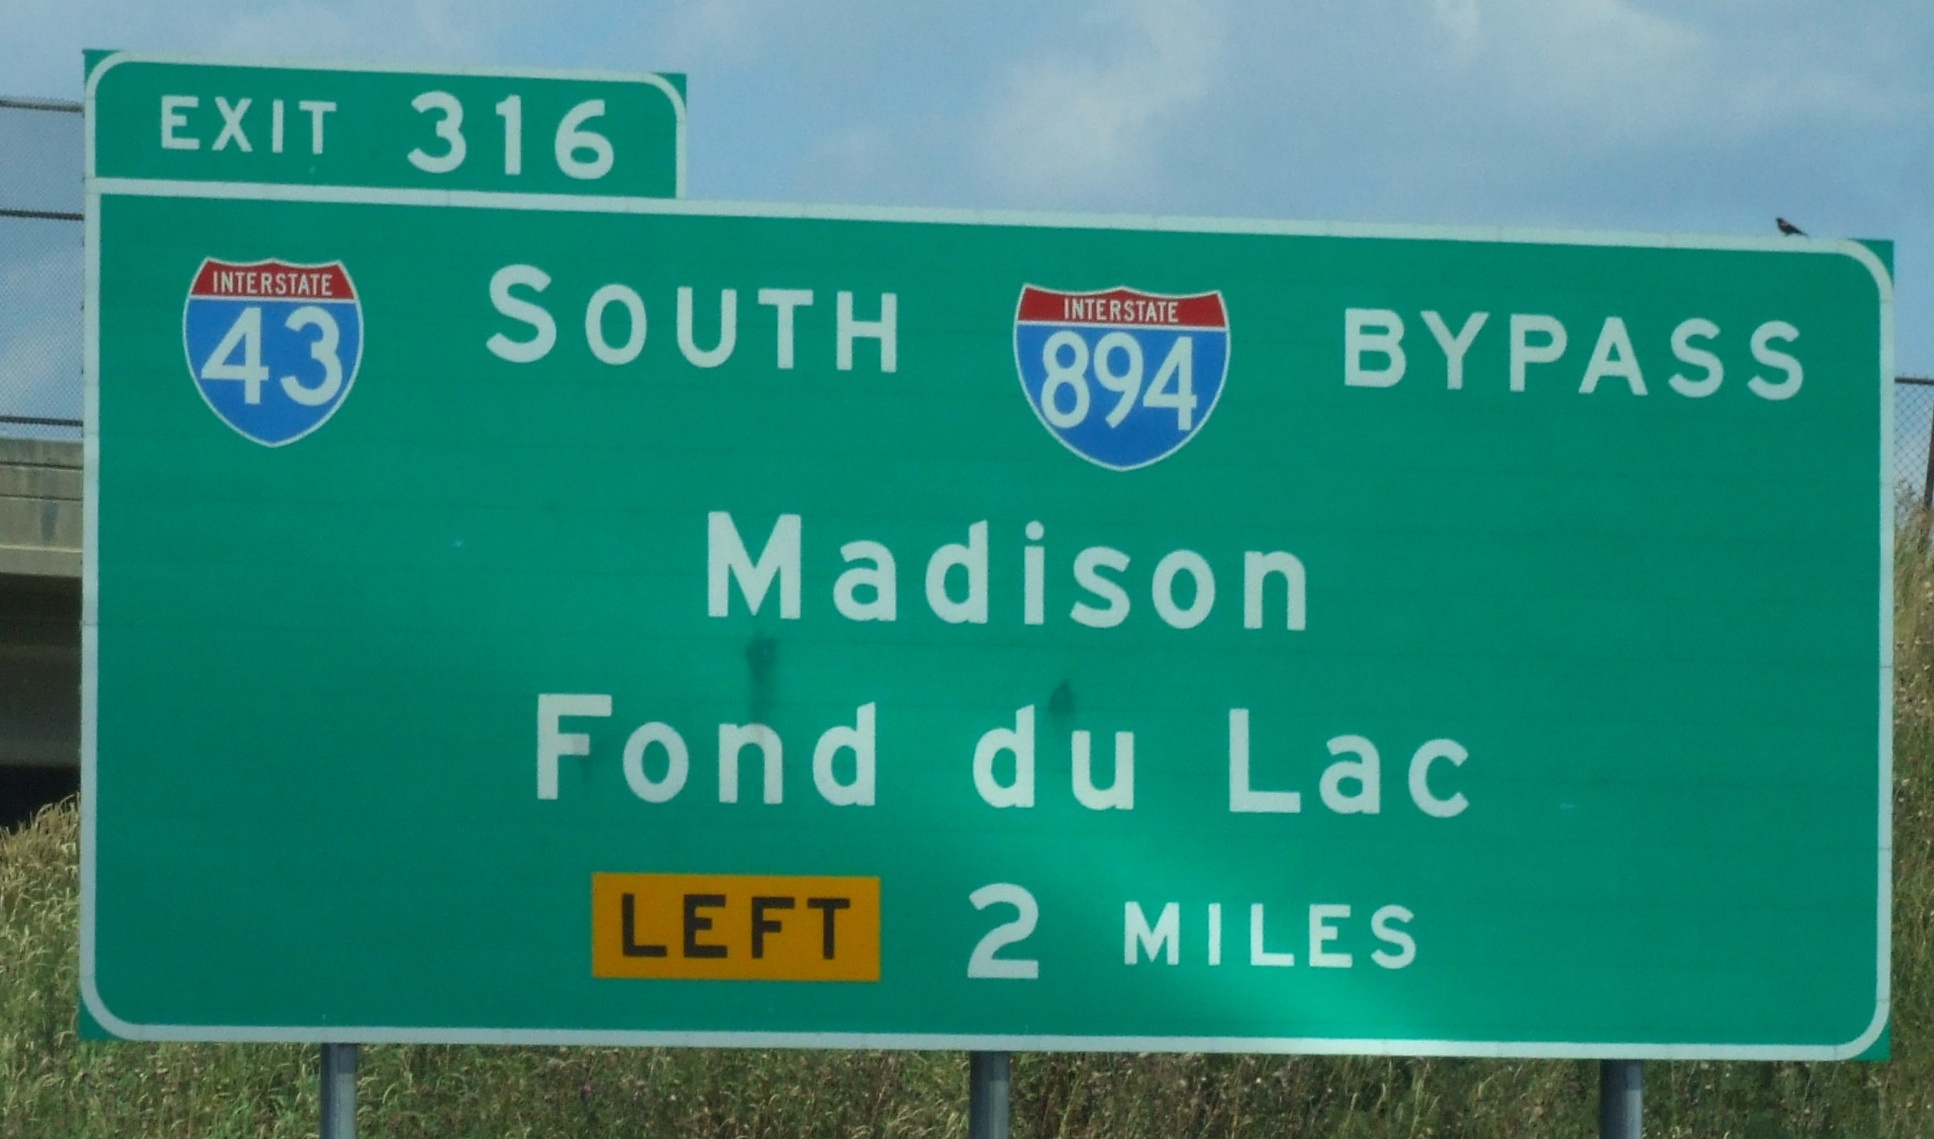 EXIT 316
INTERSTATE 43 SOUTH INTERSTATE 894 BYPASS
Madison
Fond du Lac
LEFT 2 MILES